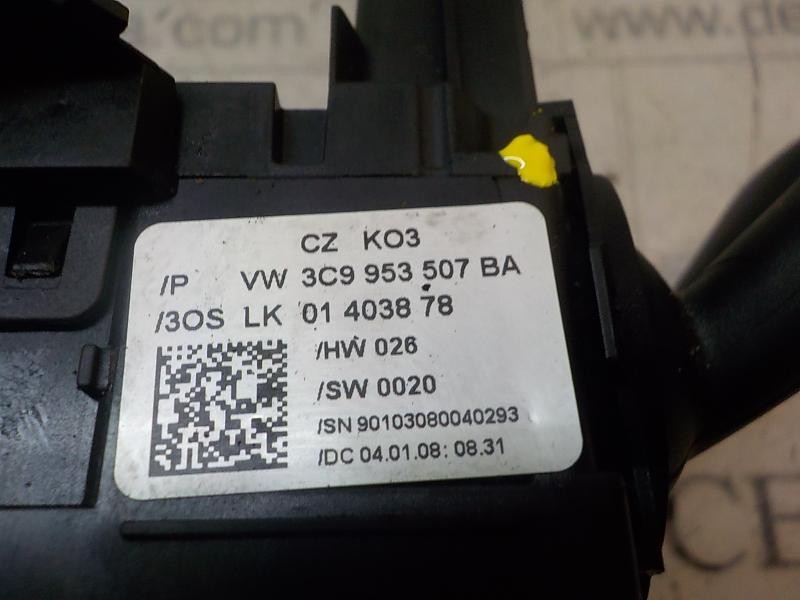 CZ KO3
/P VW 3C9 953 507 BA
/3OS LK 01 4038 78
/HW 026
/SW 0020
/SN 90103080040293
/DC 04.01.08: 08.31